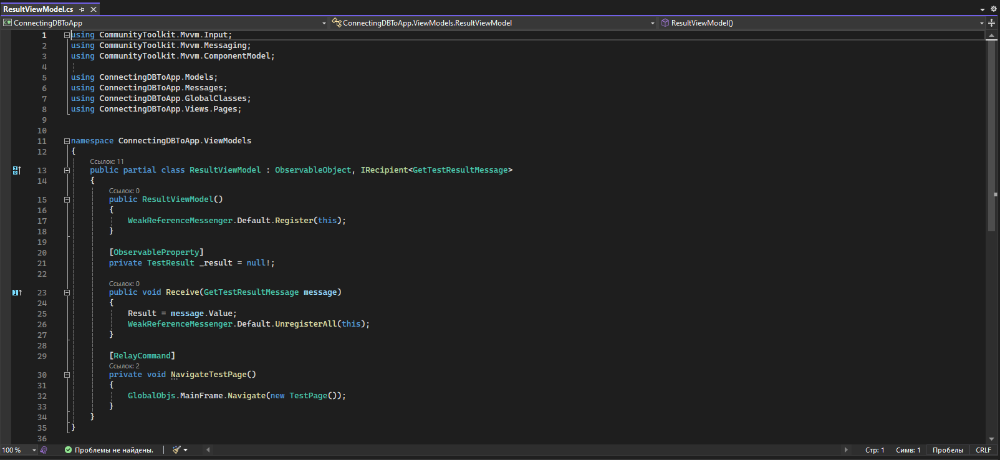 ResultViewModel.cs
ConnectingDBToApp
ConnectingDBToApp.ViewModels.ResultViewModel
ResultViewModel()
1 using CommunityToolkit.Mvvm.Input;
2 using CommunityToolkit.Mvvm.Messaging;
3 using CommunityToolkit.Mvvm.ComponentModel;
4
5 using ConnectingDBToApp.Models;
6 using ConnectingDBToApp.Messages;
7 using ConnectingDBToApp.GlobalClasses;
8 using ConnectingDBToApp.Views.Pages;
9
10
11 namespace ConnectingDBToApp.ViewModels
12 {
Ссылок: 11
13 public partial class ResultViewModel : ObservableObject, IRecipient<GetTestResultMessage>
14 {
Ссылок: 0
15 public ResultViewModel()
16 {
17 WeakReferenceMessenger.Default.Register(this);
18 }
19
20 [ObservableProperty]
21 private TestResult _result = null!;
22
Ссылок: 0
23 public void Receive(GetTestResultMessage message)
24 {
25 Result = message.Value;
26 WeakReferenceMessenger.Default.UnregisterAll(this);
27 }
28
29 [RelayCommand]
Ссылок: 2
30 private void NavigateTestPage()
31 {
32 GlobalObjs.MainFrame.Navigate(new TestPage());
33 }
34 }
35 }
36
100 %
Проблемы не найдены.
Стр: 1
Симв: 1
Пробелы
CRLF